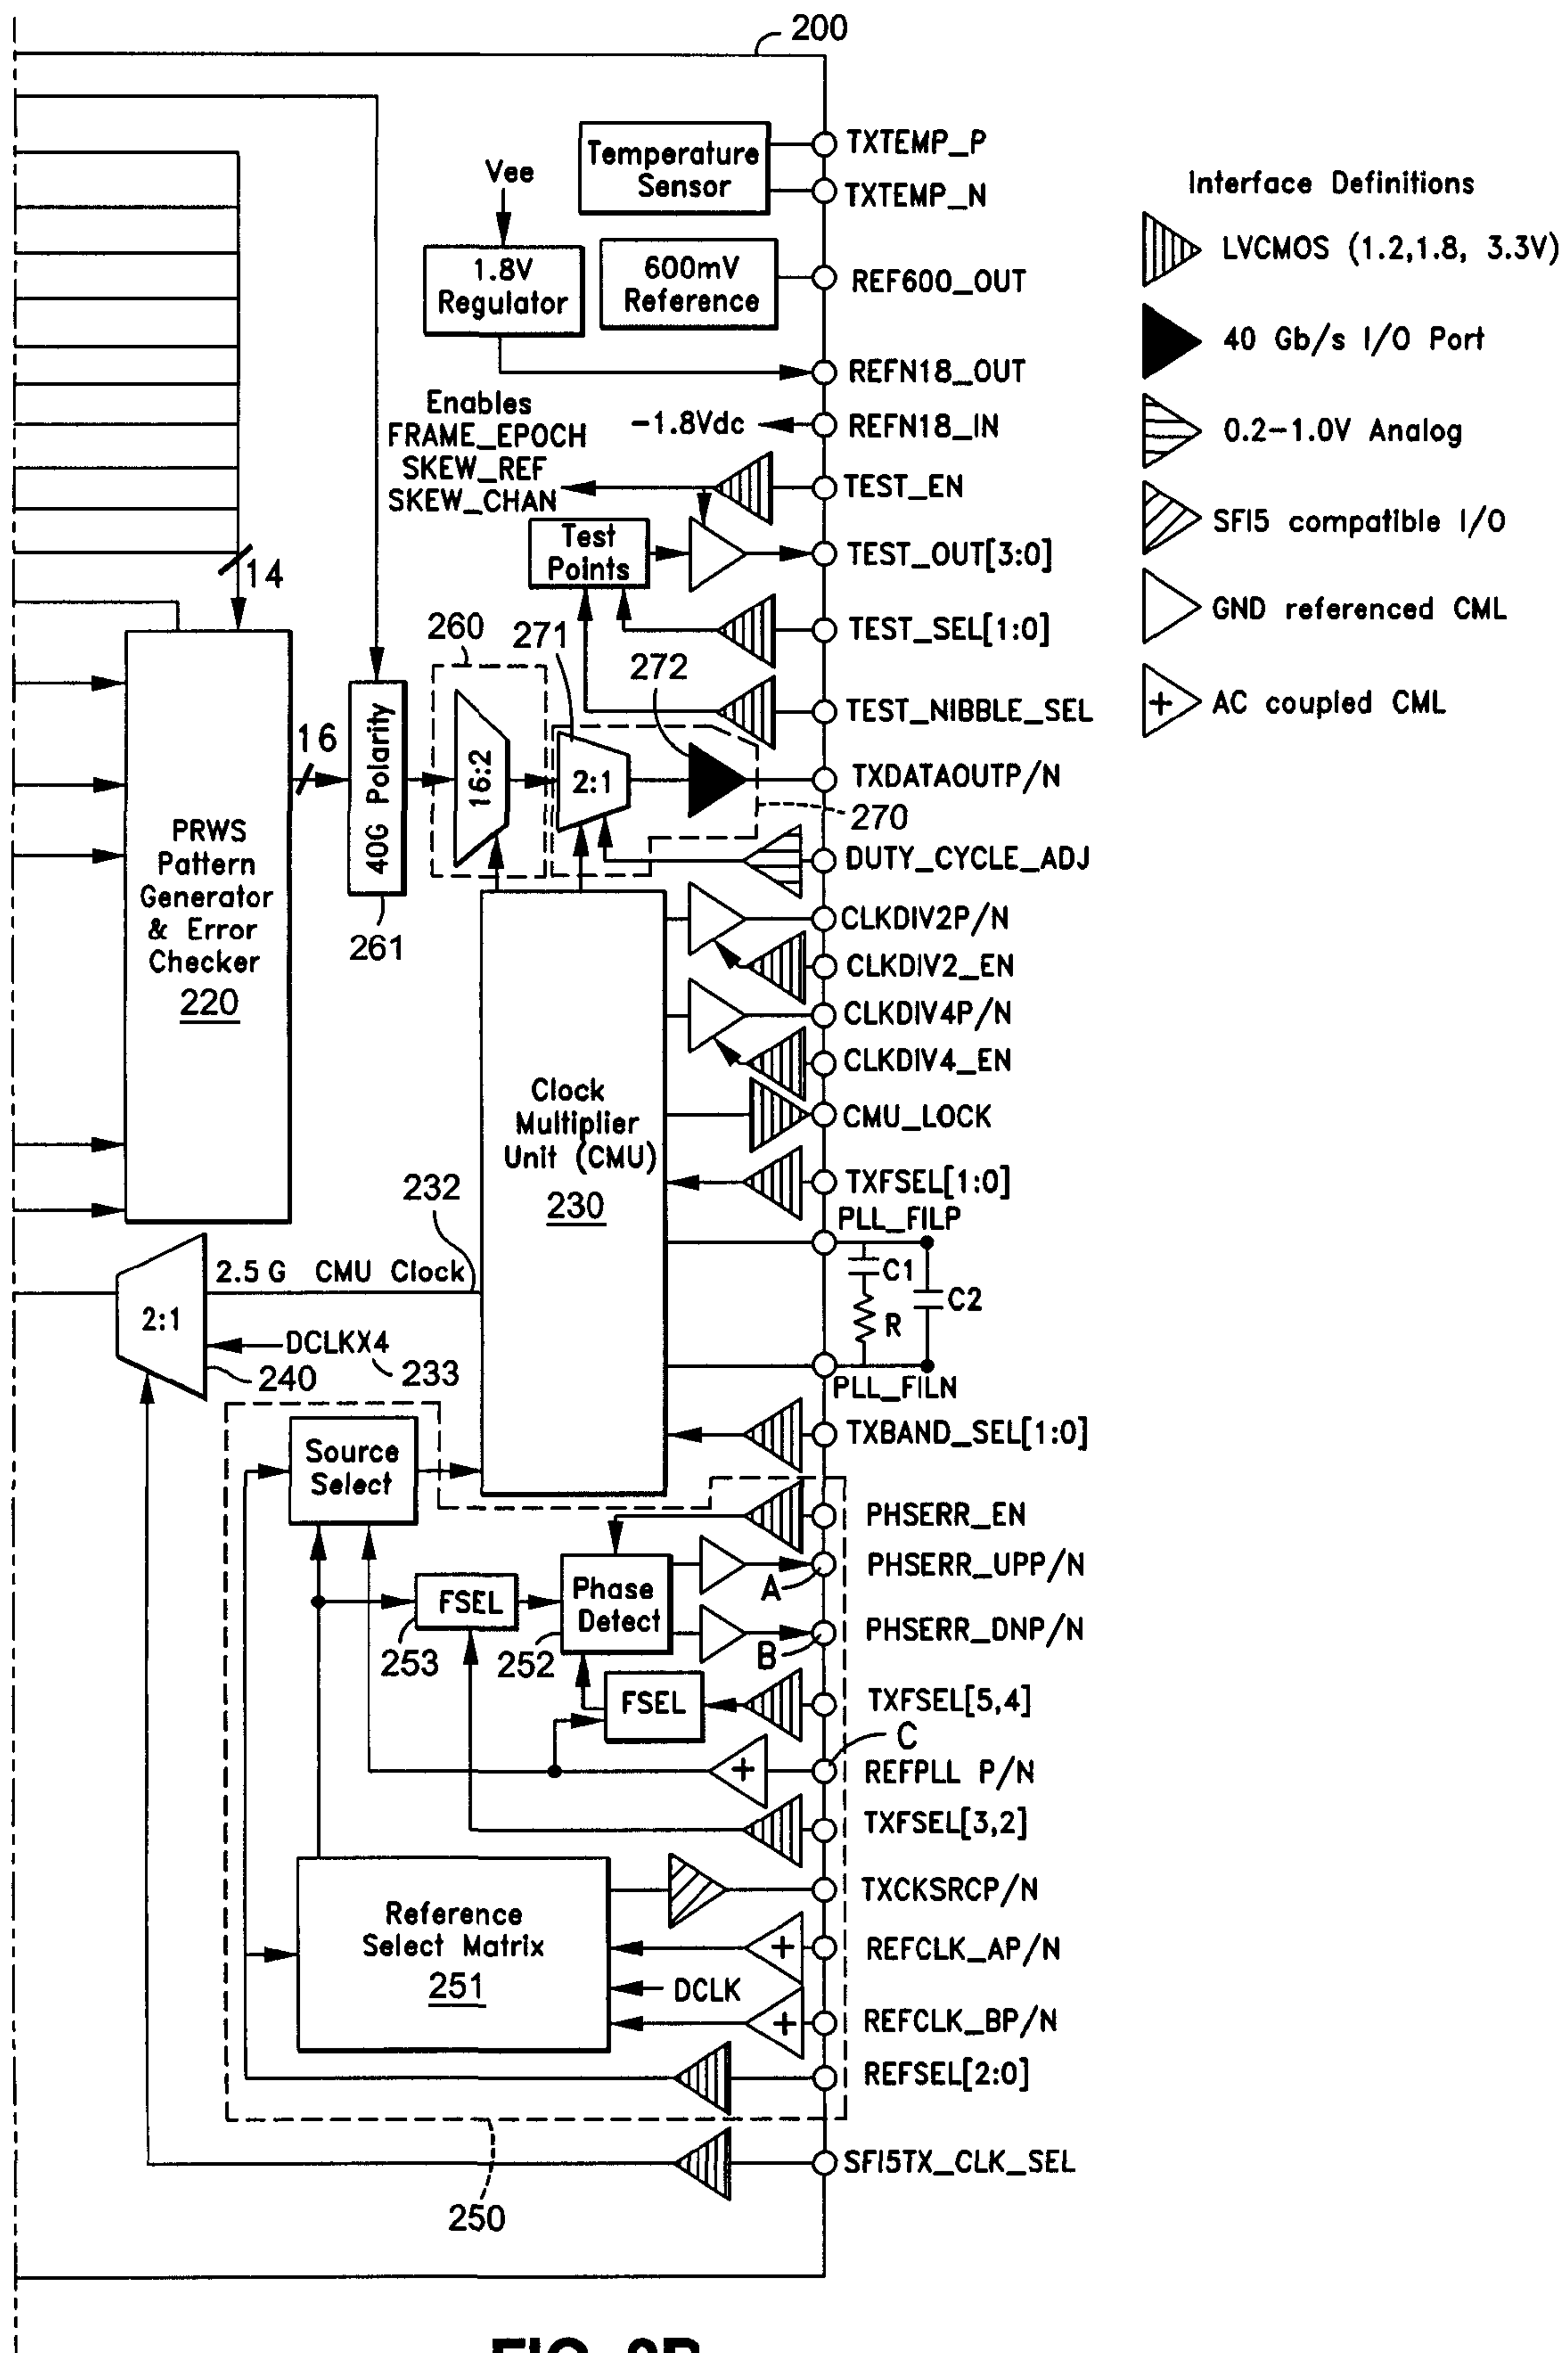 200
Temperature
Sensor
TXTEMP_P
TXTEMP_N
Vee
1.8V
Regulator
600mV
Reference
REF600_OUT
REFN18_OUT
-1.8Vdc
REFN18_IN
Enables
FRAME_EPOCH
SKEW_REF
SKEW_CHAN
TEST_EN
Test
Points
TEST_OUT[3:0]
TEST_SEL[1:0]
TEST_NIBBLE_SEL
14
260
271
272
16
40G Polarity
261
16:2
2:1
TXDATAOUTP/N
270
DUTY_CYCLE_ADJ
PRWS
Pattern
Generator
& Error
Checker
220
CLKDIV2P/N
CLKDIV2_EN
CLKDIV4P/N
CLKDIV4_EN
CMU_LOCK
Clock
Multiplier
Unit (CMU)
230
TXFSEL[1:0]
PLL_FILP
C1
R
C2
PLL_FILN
232
2.5 G CMU Clock
2:1
DCLKX4
240
233
TXBAND_SEL[1:0]
Source
Select
PHSERR_EN
PHSERR_UPP/N
A
FSEL
253
Phase
Detect
252
PHSERR_DNP/N
B
FSEL
TXFSEL[5,4]
C
+
REFPLL P/N
TXFSEL[3,2]
Reference
Select Matrix
251
TXCKSRCP/N
+
REFCLK_AP/N
DCLK
+
REFCLK_BP/N
REFSEL[2:0]
SFI5TX_CLK_SEL
250
Interface Definitions
LVCMOS (1.2,1.8, 3.3V)
40 Gb/s I/O Port
0.2-1.0V Analog
SFI5 compatible I/O
GND referenced CML
+
AC coupled CML